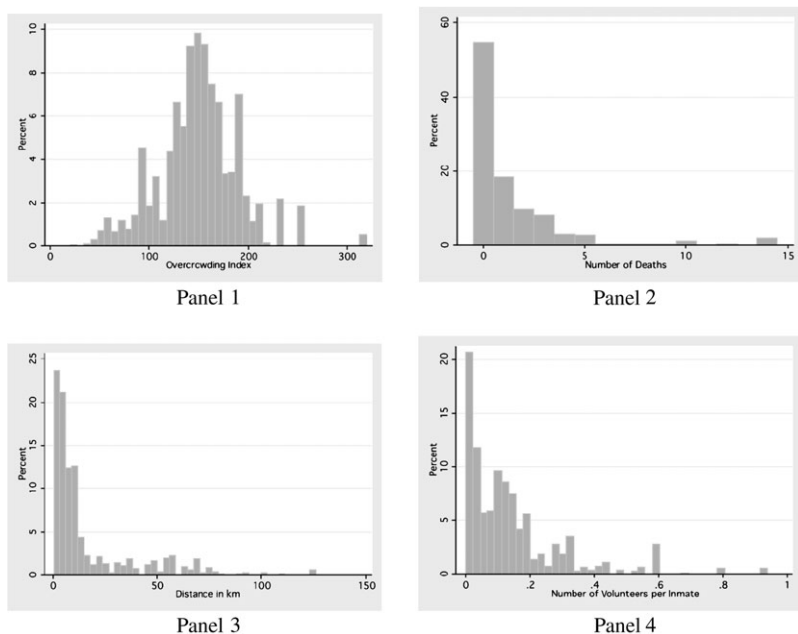 Percent
10
8
6
4
2
0
0 100 200 300
Overcrowding Index
Panel 1
Percent
60
40
20
0
0 5 10 15
Number of Deaths
Panel 2
Percent
25
20
15
10
5
0
0 50 100 150
Distance in km
Panel 3
Percent
20
15
10
5
0
0 .2 .4 .6 .8 1
Number of Volunteers per Inmate
Panel 4